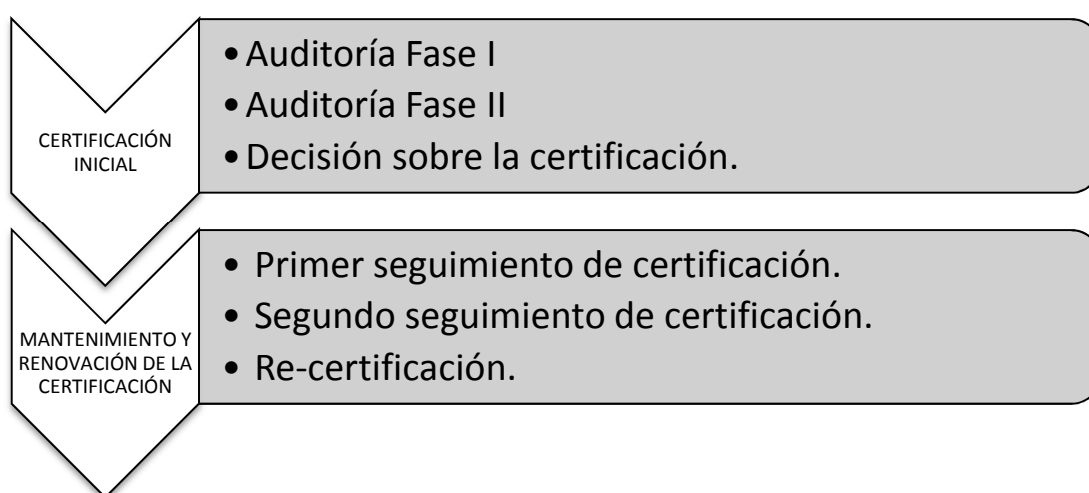 CERTIFICACIÓN
INICIAL
• Auditoría Fase I
• Auditoría Fase II
• Decisión sobre la certificación.
MANTENIMIENTO Y
RENOVACIÓN DE LA
CERTIFICACIÓN
• Primer seguimiento de certificación.
• Segundo seguimiento de certificación.
• Re-certificación.